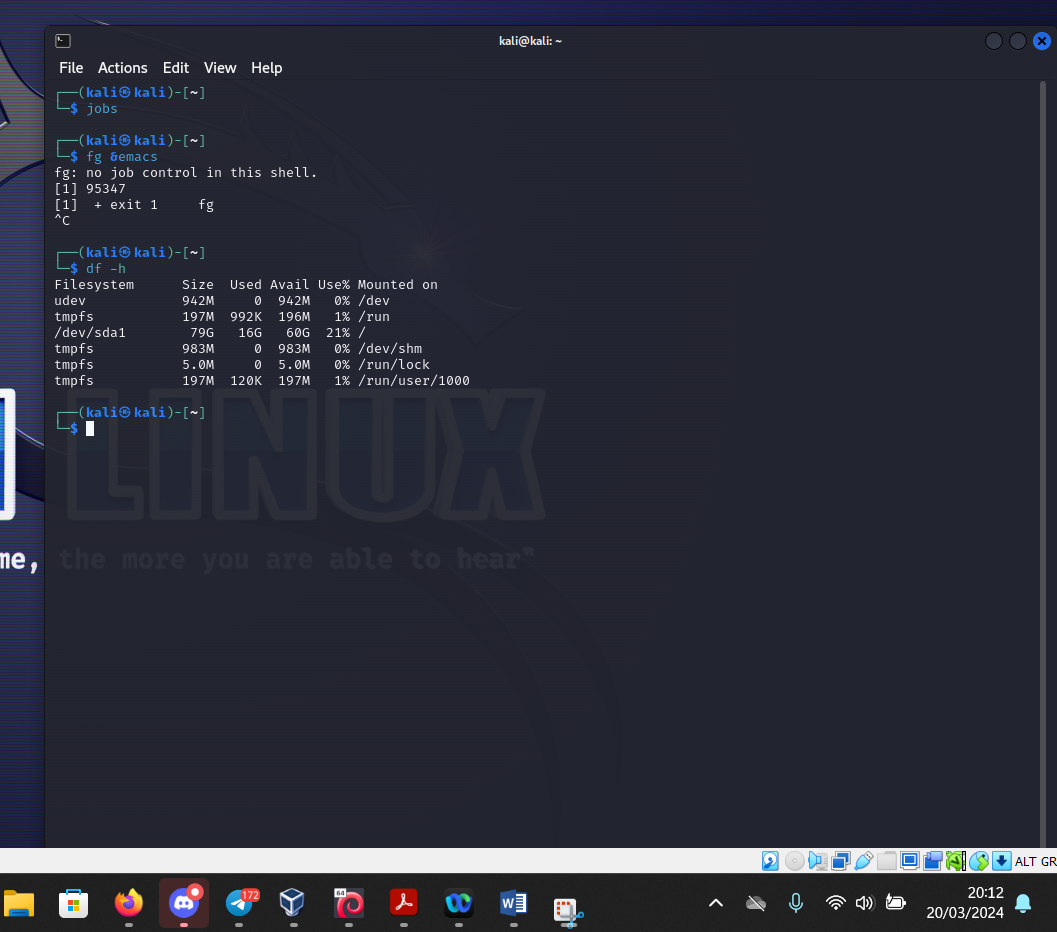 kali@kali: ~
File Actions Edit View Help
┌──(kali㉿kali)-[~]
└─$ jobs
┌──(kali㉿kali)-[~]
└─$ fg &emacs
fg: no job control in this shell.
[1] 95347
[1]  + exit 1     fg
^C
┌──(kali㉿kali)-[~]
└─$ df -h
Filesystem      Size  Used Avail Use% Mounted on
udev            942M     0  942M   0% /dev
tmpfs           197M  992K  196M   1% /run
/dev/sda1        79G   16G   60G  21% /
tmpfs           983M     0  983M   0% /dev/shm
tmpfs           5.0M     0  5.0M   0% /run/lock
tmpfs           197M  120K  197M   1% /run/user/1000
┌──(kali㉿kali)-[~]
└─$
LINUX
me, the more you are able to hear"
ALT GR
64
172
W
20:12
20/03/2024